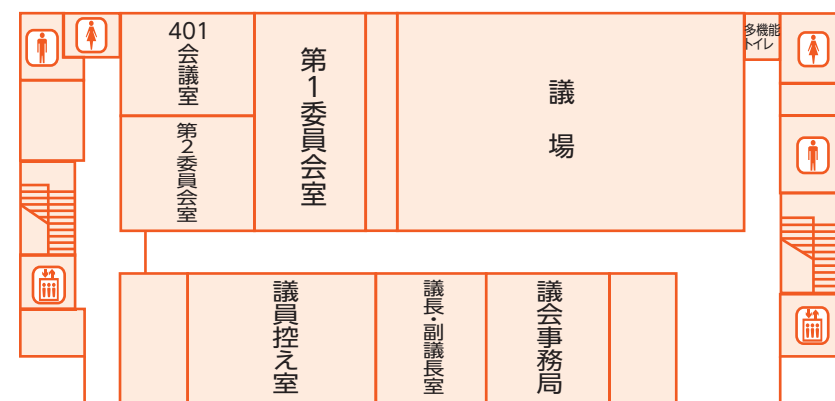 401
会議室
第2委員会室
第1委員会室
議場
多機能
トイレ
議員控え室
議長・副議長室
議会事務局